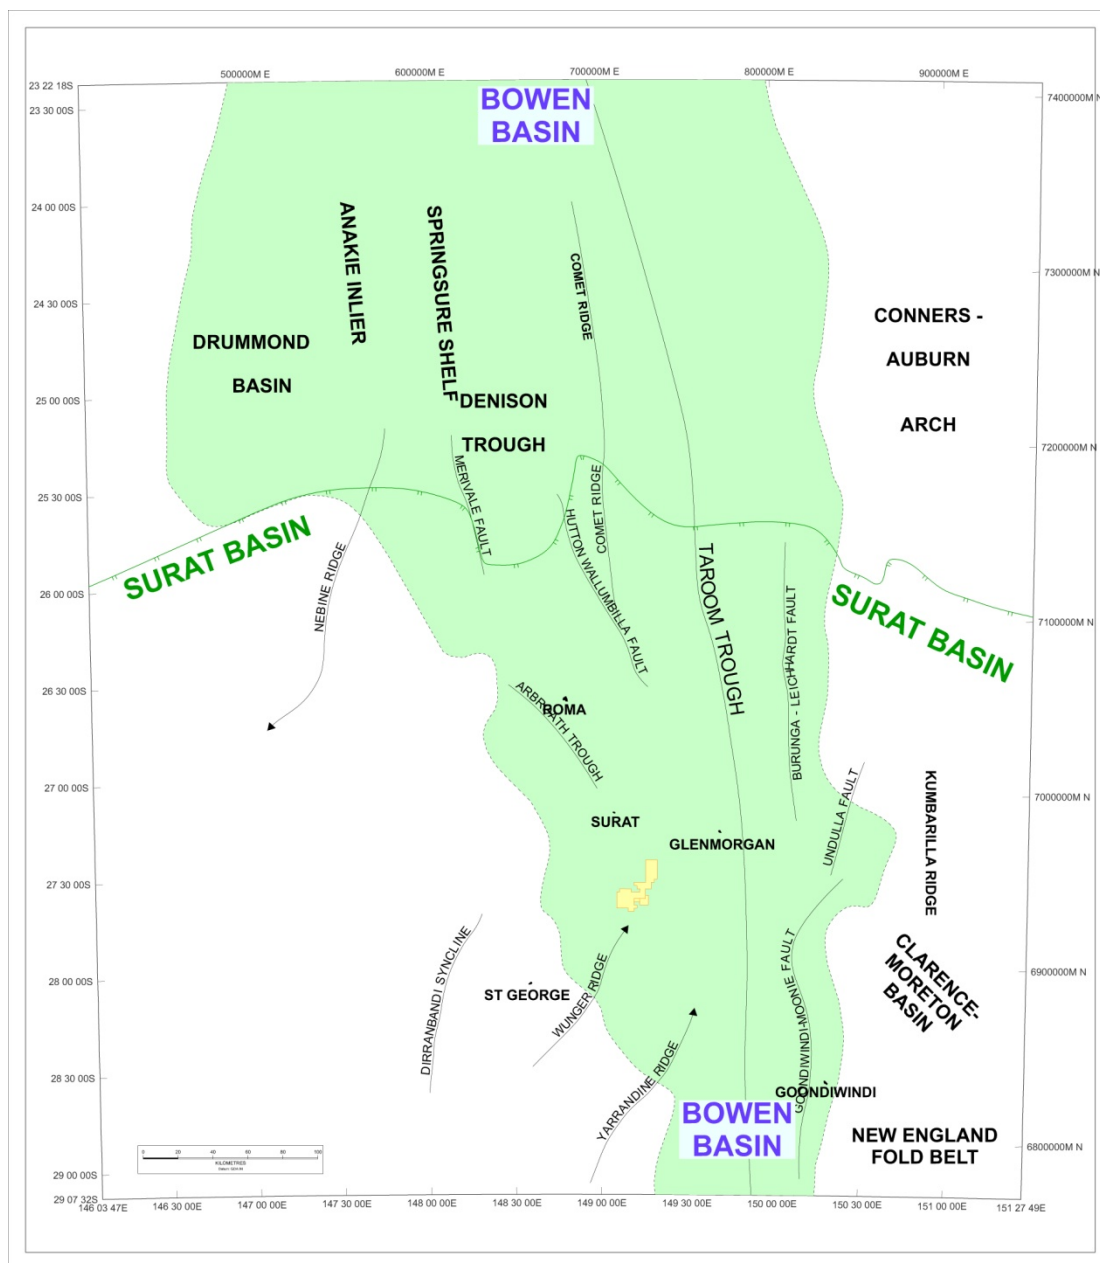 500000M E
600000M E
700000M E
800000M E
900000M E
23 22 18S
23 30 00S
24 00 00S
24 30 00S
25 00 00S
25 30 00S
26 00 00S
26 30 00S
27 00 00S
27 30 00S
28 00 00S
28 30 00S
29 00 00S
29 07 32S
7400000M N
7300000M N
7200000M N
7100000M N
7000000M N
6900000M N
6800000M N
BOWEN
BASIN
ANAKIE INLIER
SPRINGSURE SHELF
COMET RIDGE
DRUMMOND
BASIN
CONNERS -
AUBURN
ARCH
DENISON
TROUGH
MERIVALE FAULT
COMET RIDGE
HUTTON WALLUMBILLA FAULT
SURAT BASIN
NEBINE RIDGE
TAROOM TROUGH
BURUNGA - LEICHHARDT FAULT
SURAT BASIN
ARBROATH TROUGH
ROMA
SURAT
GLENMORGAN
UNDULLA FAULT
KUMBARILLA RIDGE
DIRRANBANDI SYNCLINE
ST GEORGE
WUNGER RIDGE
GOONDIWINDI-MOONIE FAULT
CLARENCE-
MORETON
BASIN
YARRANDINE RIDGE
GOONDIWINDI
BOWEN
BASIN
NEW ENGLAND
FOLD BELT
0 20 40 60 80 100
KILOMETRES
146 03 47E
146 30 00E
147 00 00E
147 30 00E
148 00 00E
148 30 00E
149 00 00E
149 30 00E
150 00 00E
150 30 00E
151 00 00E
151 27 49E